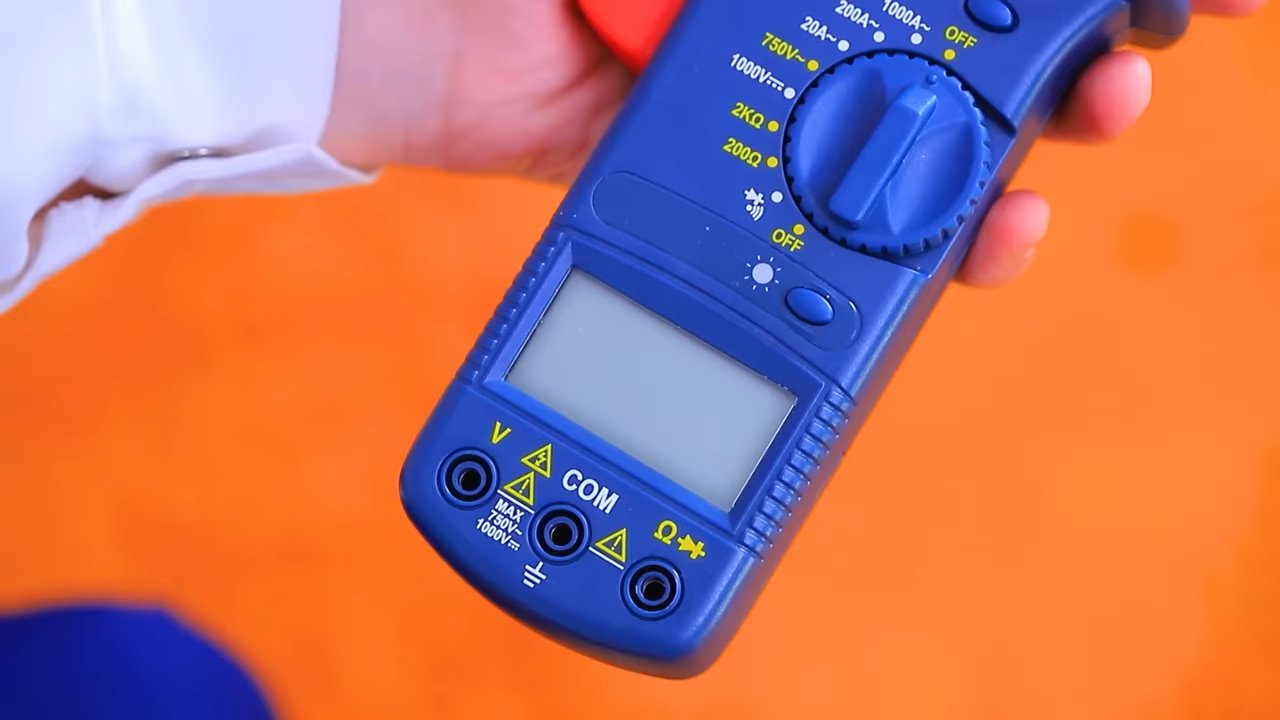 1000A~
200A~
20A~
OFF
750V~
1000V⎓
2KΩ
200Ω
OFF
V
COM
MAX
750V~
1000V⎓
Ω